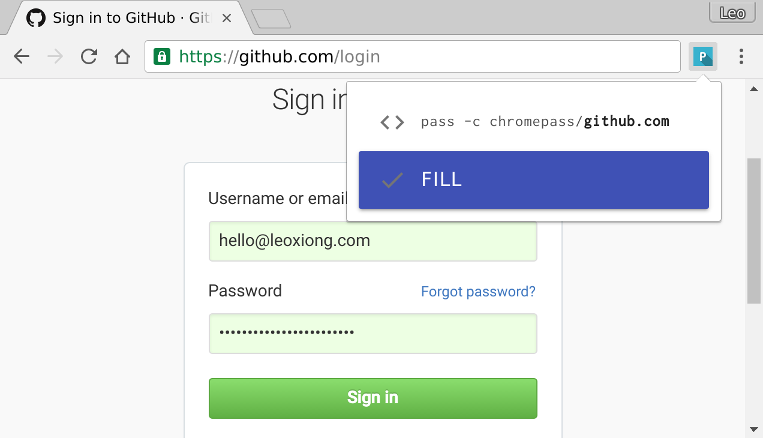 Sign in to GitHub · Git
Leo
https://github.com/login
P
Sign in
pass -c chromepass/github.com
FILL
Username or email
hello@leoxiong.com
Password
Forgot password?
Sign in